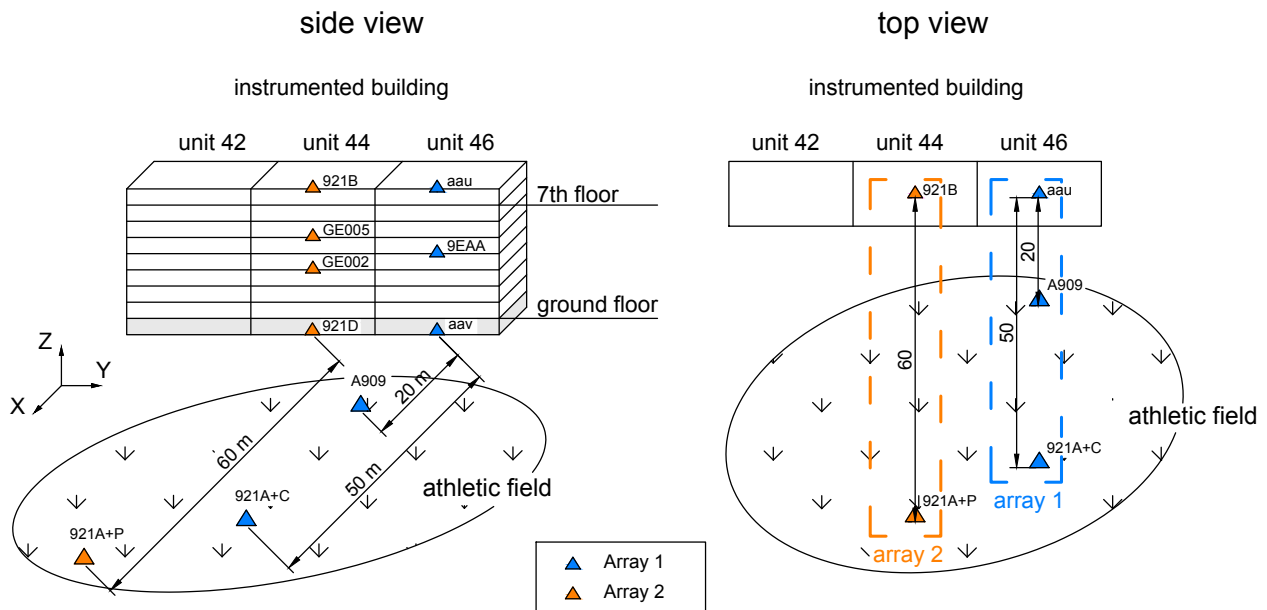 side view
top view
instrumented building
instrumented building
unit 42 unit 44 unit 46
unit 42 unit 44 unit 46
921B
aau
7th floor
GE005
9EAA
GE002
ground floor
921D
aav
Z
Y
X
A909
20 m
60 m
50 m
921A+C
athletic field
921A+P
921B
aau
20
A909
50
60
athletic field
921A+C
array 1
921A+P
array 2
Array 1
Array 2